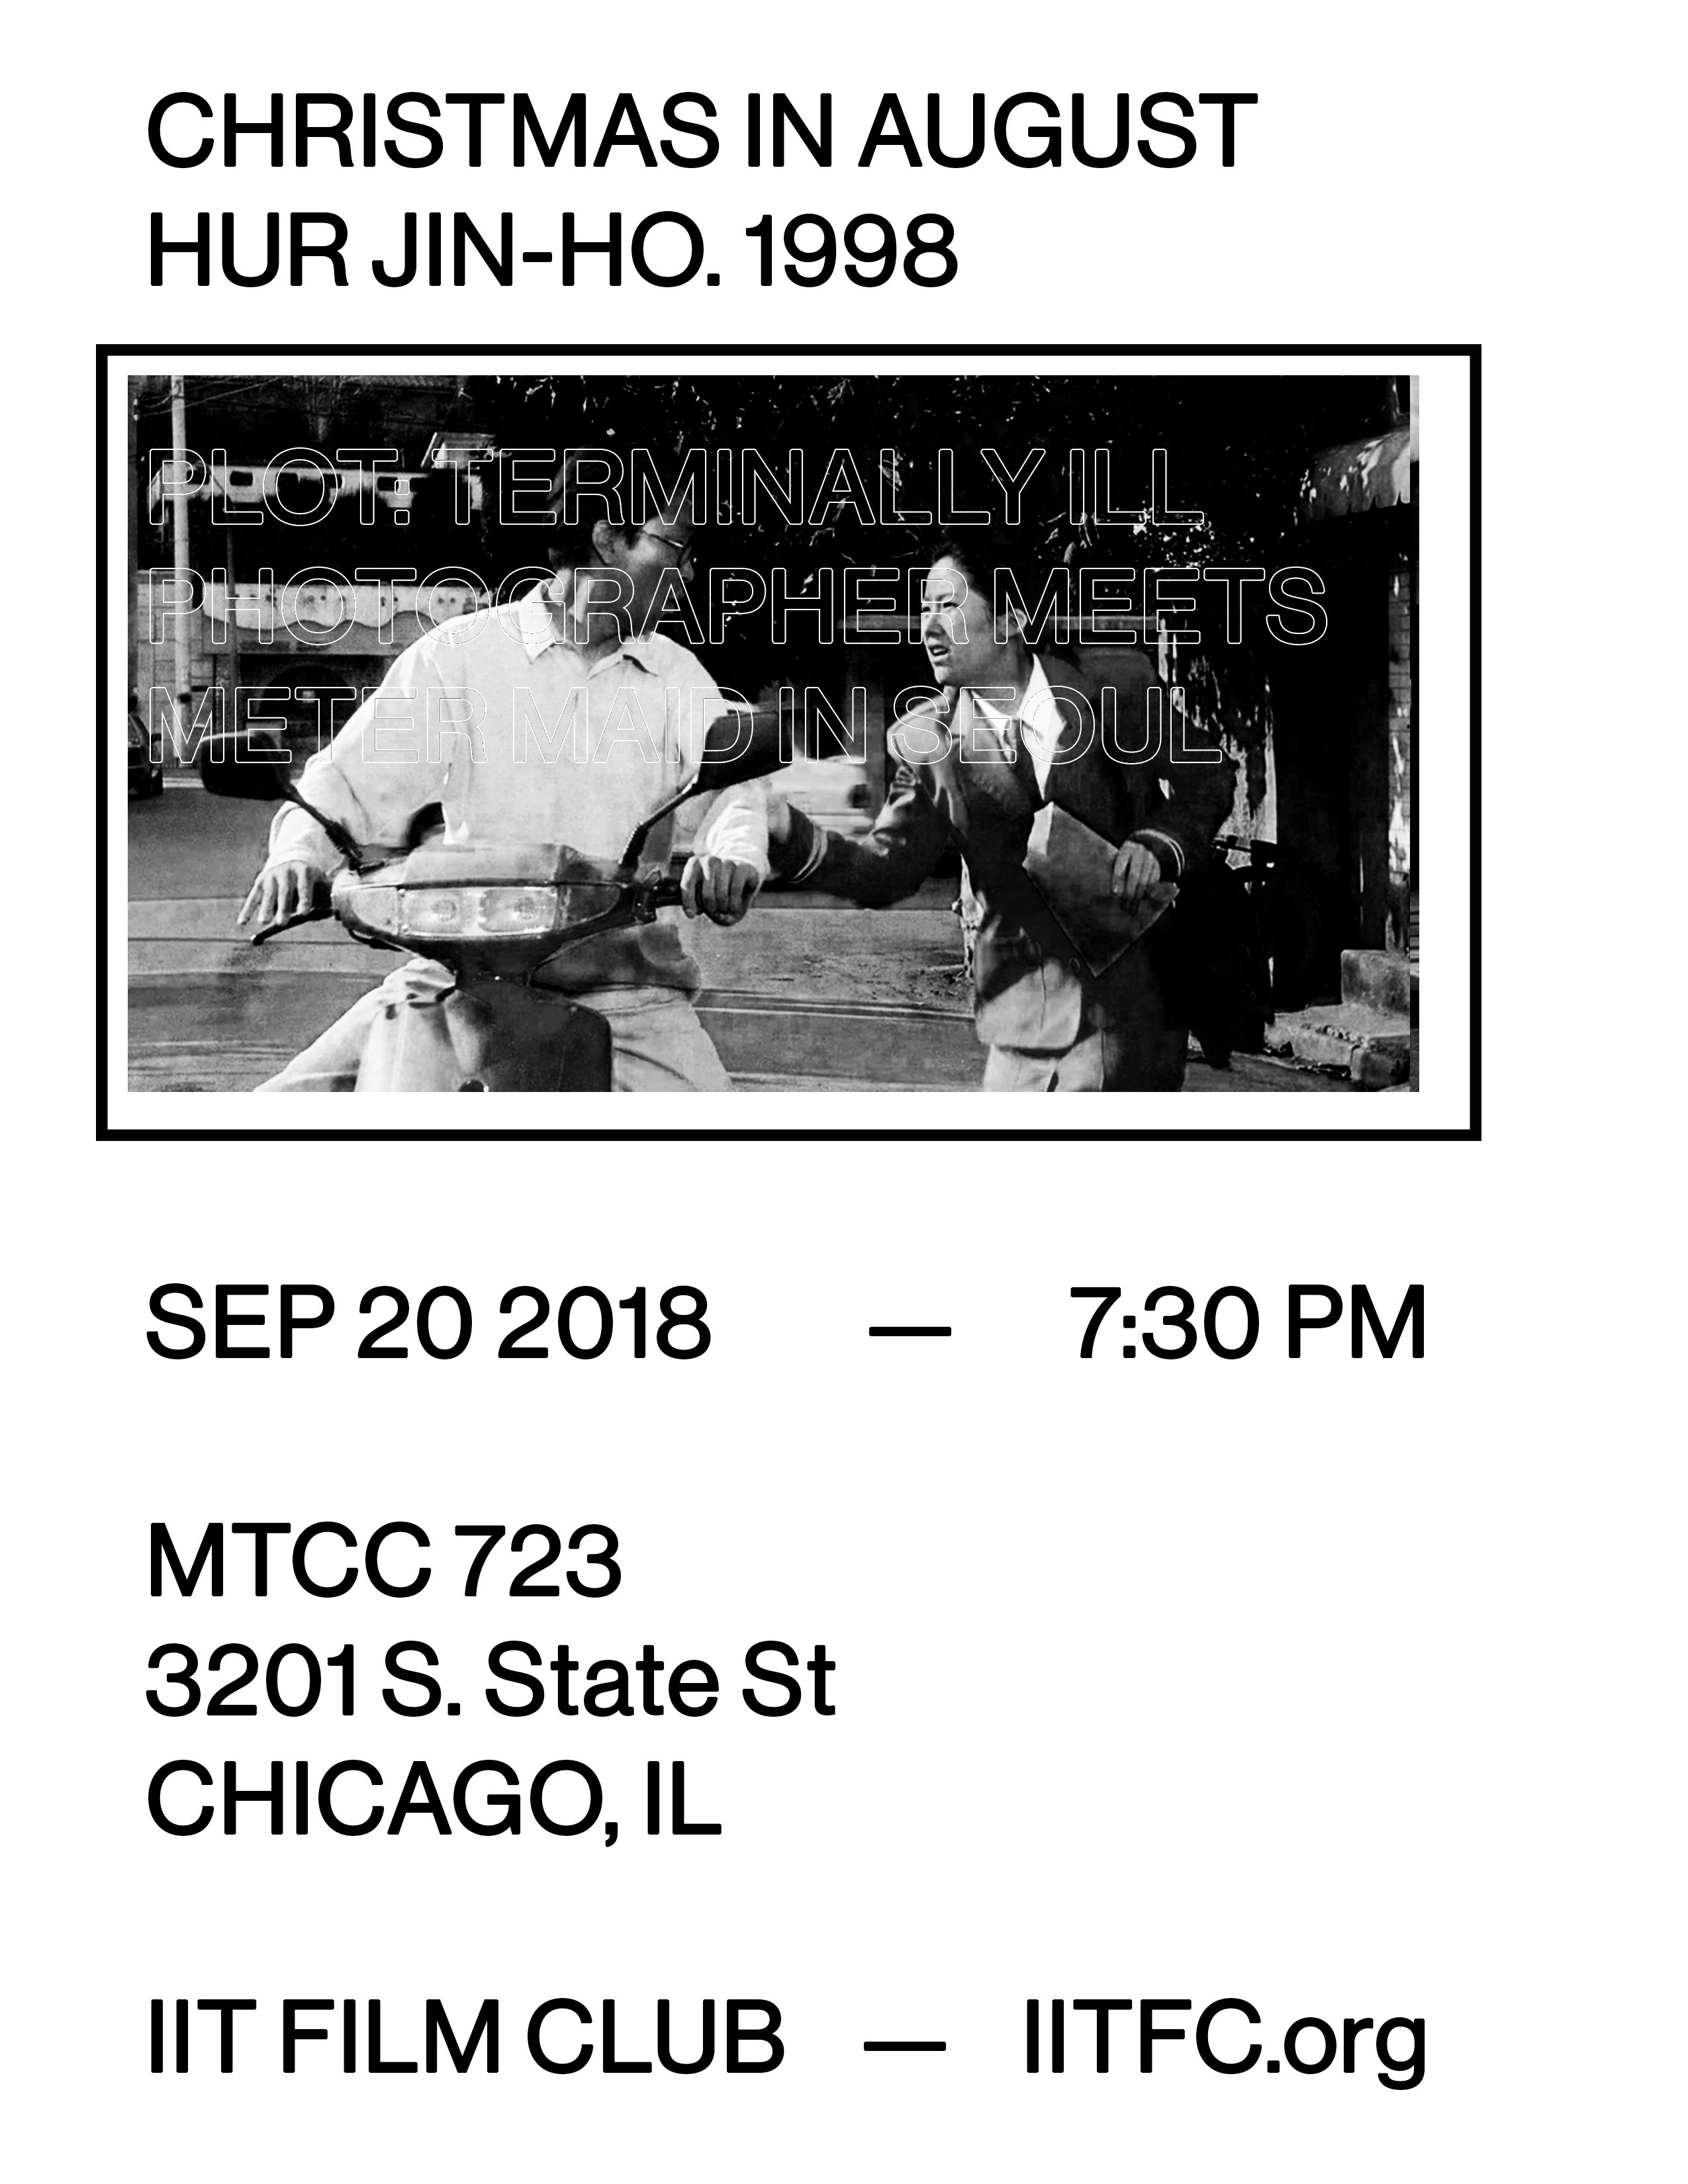 CHRISTMAS IN AUGUST
HUR JIN-HO. 1998
PLOT: TERMINALLY ILL
PHOTOGRAPHER MEETS
METER MAID IN SEOUL
SEP 20 2018 — 7:30 PM
MTCC 723
3201 S. State St
CHICAGO, IL
IIT FILM CLUB — IITFC.org